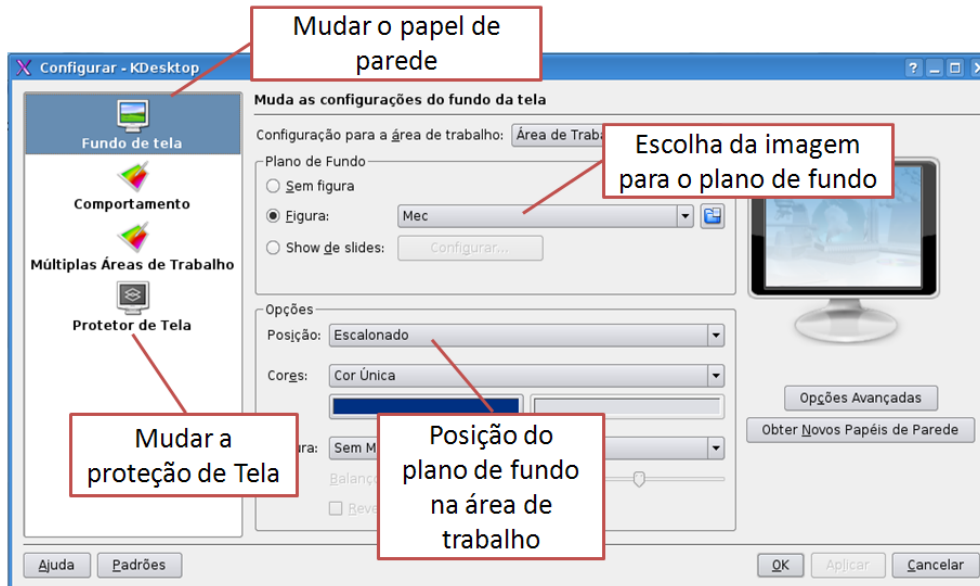 Mudar o papel de
parede
Configurar - KDesktop
Fundo de tela
Comportamento
Múltiplas Áreas de Trabalho
Protetor de Tela
Mudar a
proteção de Tela
Muda as configurações do fundo da tela
Configuração para a área de trabalho: Área de
Escolha da imagem
para o plano de fundo
Plano de Fundo
Sem figura
Figura: Mec
Show de slides: Configurar...
Opções
Posição: Escalonado
Cores: Cor Única
Sem
Posição do
plano de fundo
na área de
trabalho
Opções Avançadas
Obter Novos Papéis de Parede
Ajuda Padrões OK Aplicar Cancelar